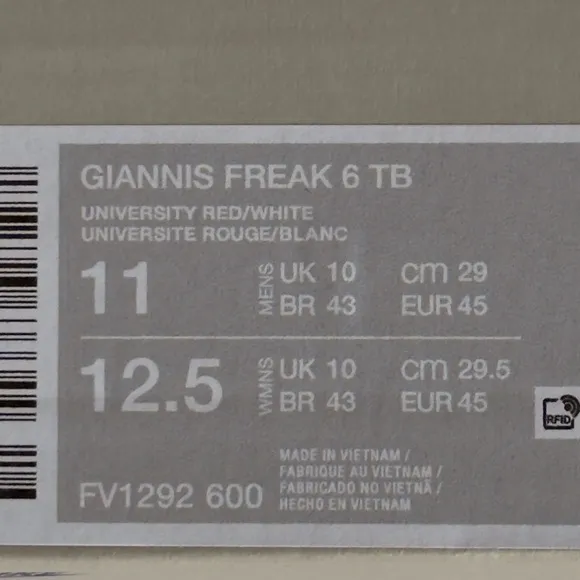 GIANNIS FREAK 6 TB
UNIVERSITY RED/WHITE
UNIVERSITE ROUGE/BLANC
11 MENS UK 10 cm 29
BR 43 EUR 45
12.5 WMNS UK 10 cm 29.5
BR 43 EUR 45
RFID
FV1292 600
MADE IN VIETNAM /
FABRIQUE AU VIETNAM /
FABRICADO NO VIETNÃ /
HECHO EN VIETNAM